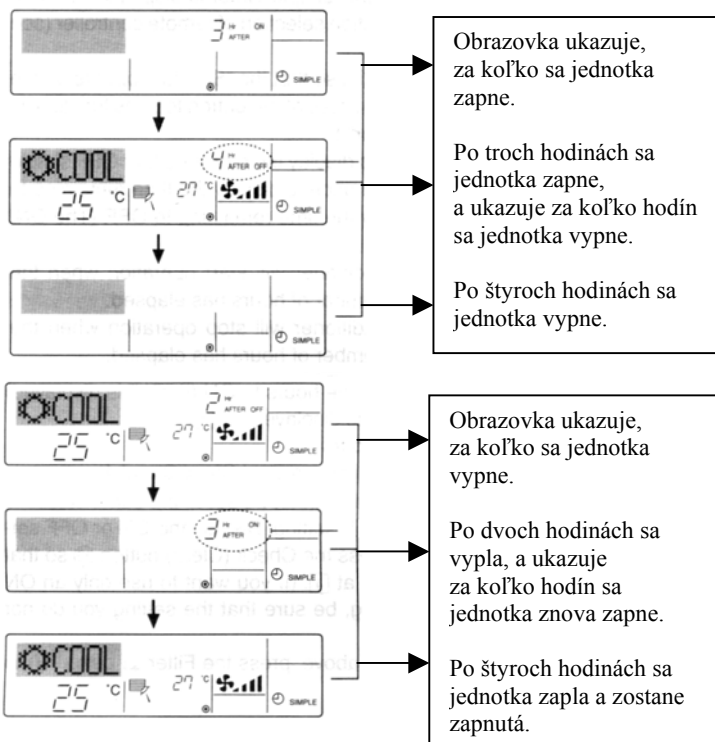 3 Hr ON
AFTER
SIMPLE
Obrazovka ukazuje,
za koľko sa jednotka
zapne.
COOL
4 Hr
AFTER OFF
25 °C
27 °C
SIMPLE
Po troch hodinách sa
jednotka zapne,
a ukazuje za koľko hodín
sa jednotka vypne.
SIMPLE
Po štyroch hodinách sa
jednotka vypne.
COOL
2 Hr
AFTER OFF
25 °C
27 °C
SIMPLE
Obrazovka ukazuje,
za koľko sa jednotka
vypne.
3 Hr ON
AFTER
SIMPLE
Po dvoch hodinách sa
vypla, a ukazuje
za koľko hodín sa
jednotka znova zapne.
COOL
25 °C
27 °C
SIMPLE
Po štyroch hodinách sa
jednotka zapla a zostane
zapnutá.